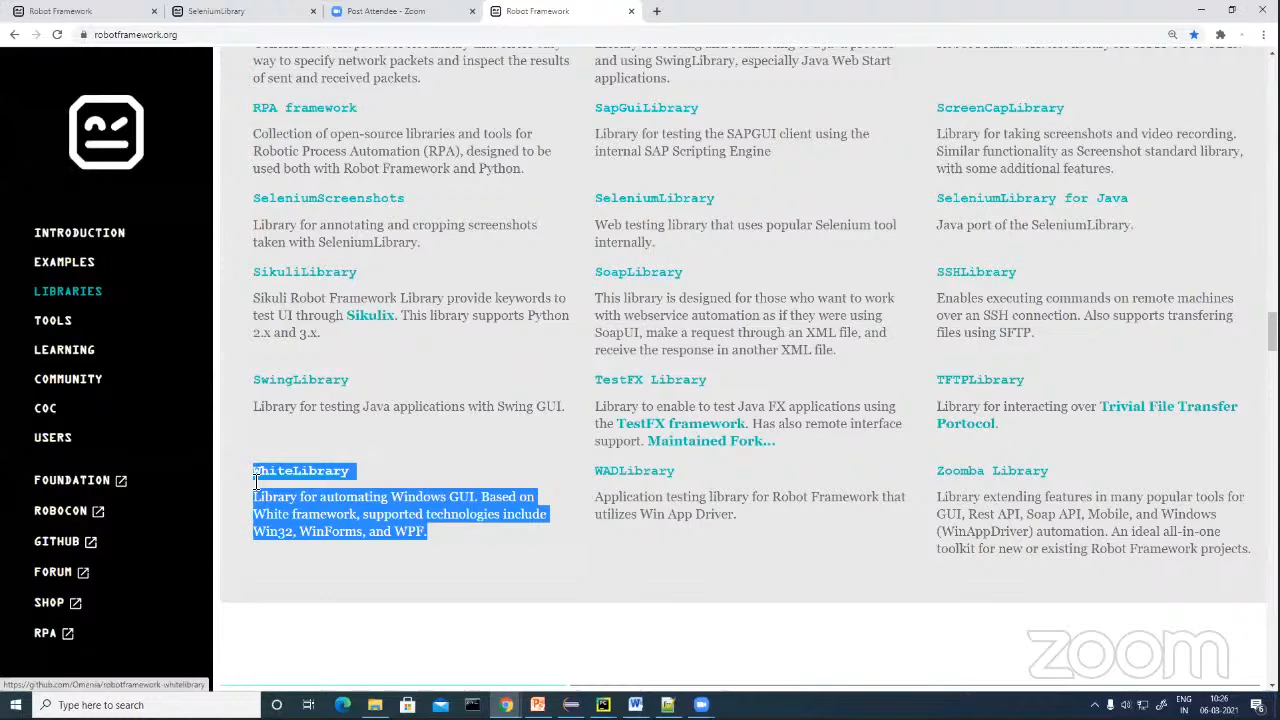 Robot Framework
SeleniumLibrary
Post Attendee - Zoom
Robot Framework
robotframework.org
INTRODUCTION
EXAMPLES
LIBRARIES
TOOLS
LEARNING
COMMUNITY
COC
USERS
FOUNDATION
ROBOCON
GITHUB
FORUM
SHOP
RPA
way to specify network packets and inspect the results
of sent and received packets.
and using SwingLibrary, especially Java Web Start
applications.
RPA framework
Collection of open-source libraries and tools for
Robotic Process Automation (RPA), designed to be
used both with Robot Framework and Python.
SapGuiLibrary
Library for testing the SAPGUI client using the
internal SAP Scripting Engine
ScreenCapLibrary
Library for taking screenshots and video recording.
Similar functionality as Screenshot standard library,
with some additional features.
SeleniumScreenshots
Library for annotating and cropping screenshots
taken with SeleniumLibrary.
SeleniumLibrary
Web testing library that uses popular Selenium tool
internally.
SeleniumLibrary for Java
Java port of the SeleniumLibrary.
SikuliLibrary
Sikuli Robot Framework Library provide keywords to
test UI through Sikulix. This library supports Python
2.x and 3.x.
SoapLibrary
This library is designed for those who want to work
with webservice automation as if they were using
SoapUI, make a request through an XML file, and
receive the response in another XML file.
SSHLibrary
Enables executing commands on remote machines
over an SSH connection. Also supports transfering
files using SFTP.
SwingLibrary
Library for testing Java applications with Swing GUI.
TestFX Library
Library to enable to test Java FX applications using
the TestFX framework. Has also remote interface
support. Maintained Fork...
TFTPLibrary
Library for interacting over Trivial File Transfer
Portocol.
WhiteLibrary
Library for automating Windows GUI. Based on
White framework, supported technologies include
Win32, WinForms, and WPF.
WADLibrary
Application testing library for Robot Framework that
utilizes Win App Driver.
Zoomba Library
Library extending features in many popular tools for
GUI, Rest API, Soap API, Mobile, and Windows
(WinAppDriver) automation. An ideal all-in-one
toolkit for new or existing Robot Framework projects.
zoom
https://github.com/Omenia/robotframework-whitelibrary
Type here to search
ENG
IN
10:26
06-08-2021